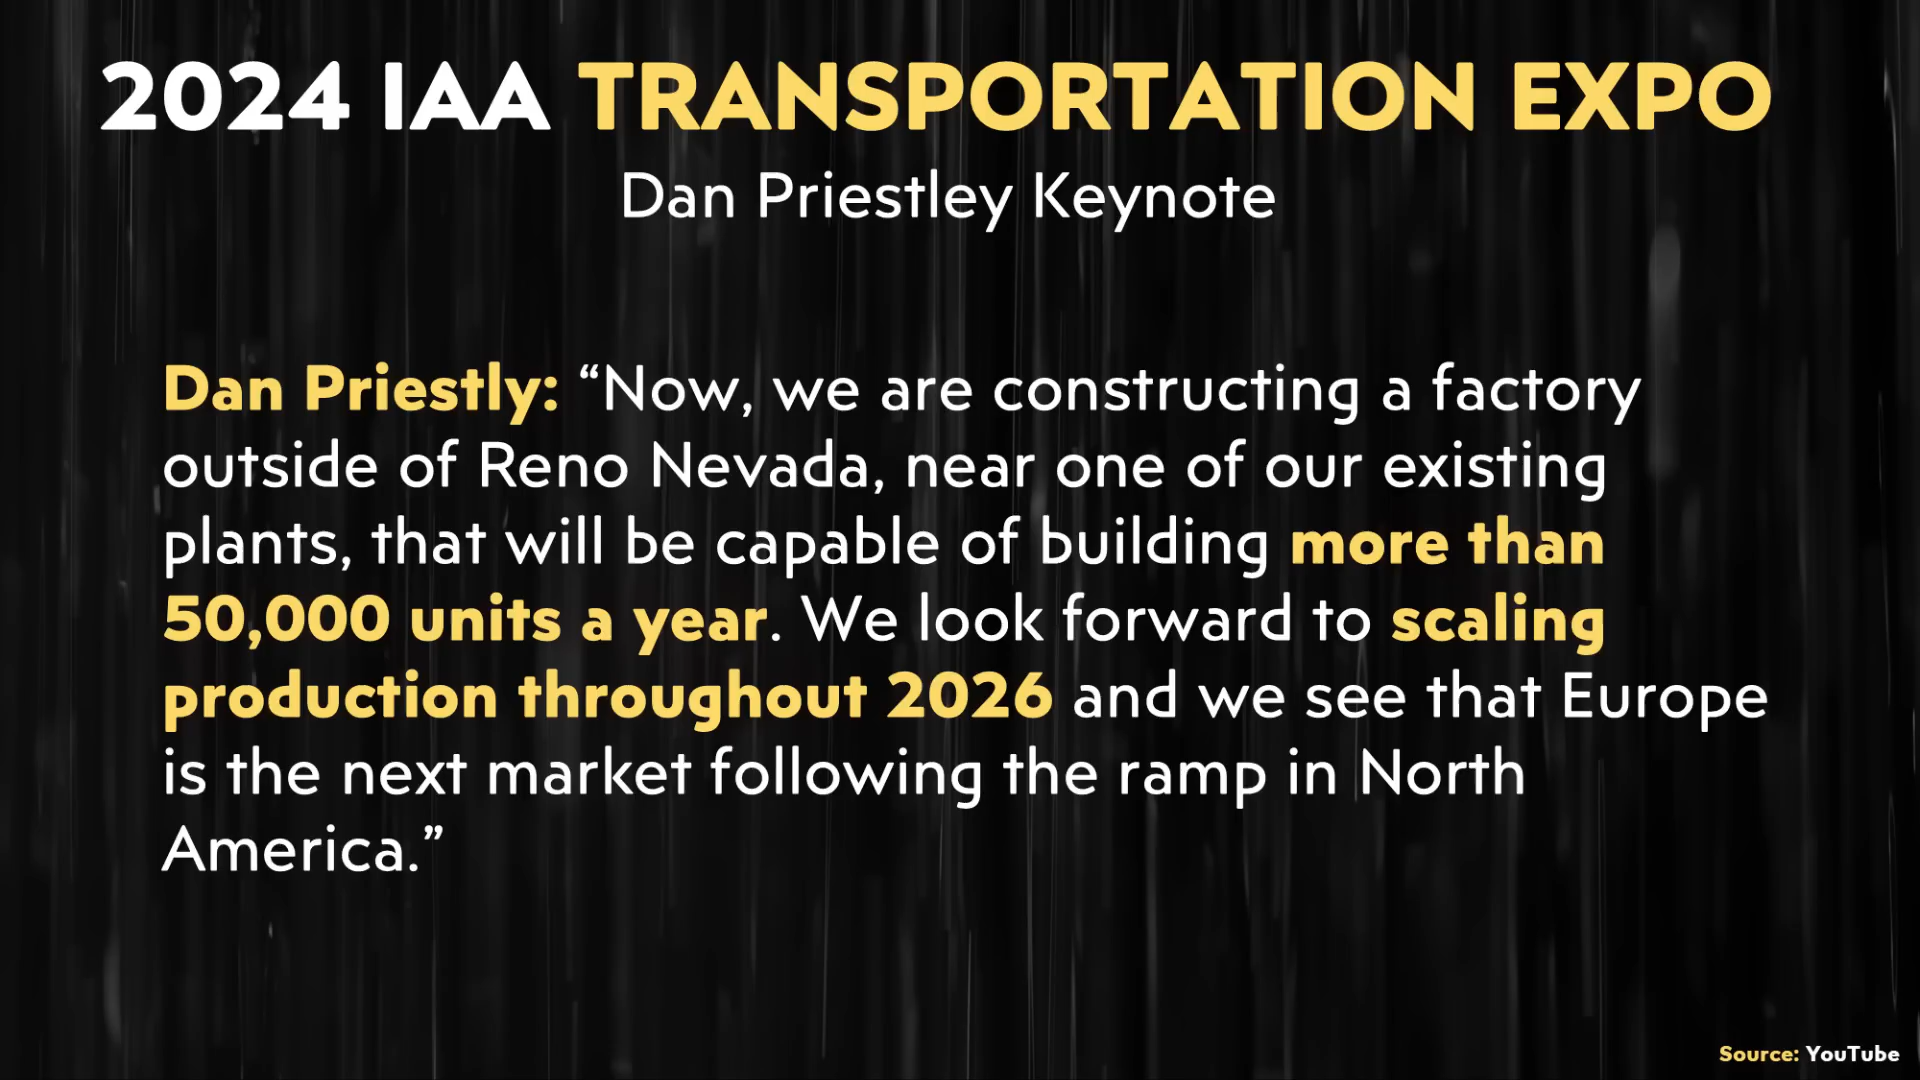 2024 IAA TRANSPORTATION EXPO
Dan Priestley Keynote
Dan Priestly: “Now, we are constructing a factory
outside of Reno Nevada, near one of our existing
plants, that will be capable of building more than
50,000 units a year. We look forward to scaling
production throughout 2026 and we see that Europe
is the next market following the ramp in North
America.”
Source: YouTube